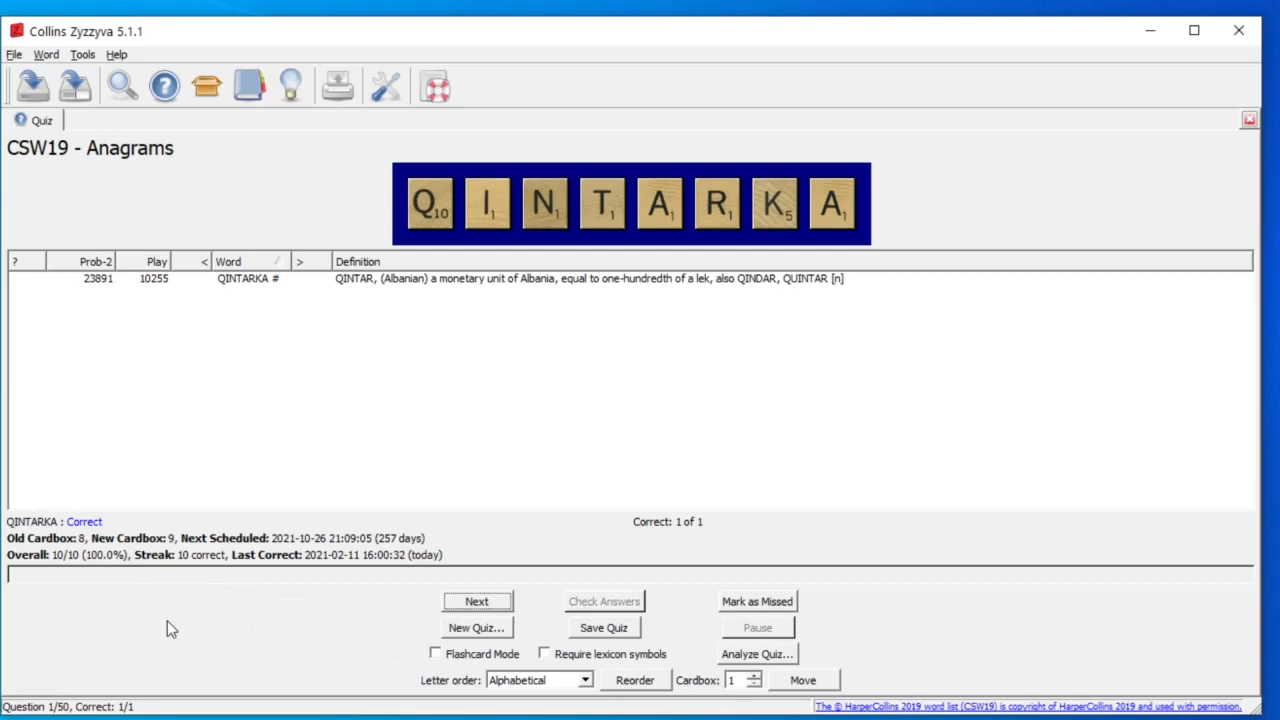 Collins Zyzzyva 5.1.1
File Word Tools Help
Quiz
CSW19 - Anagrams
Q10 I1 N1 T1 A1 R1 K5 A1
? Prob-2 Play < Word > Definition
23891 10255 QINTARKA # QINTAR, (Albanian) a monetary unit of Albania, equal to one-hundredth of a lek, also QINDAR, QUINTAR [n]
QINTARKA : Correct Correct: 1 of 1
Old Cardbox: 8, New Cardbox: 9, Next Scheduled: 2021-10-26 21:09:05 (257 days)
Overall: 10/10 (100.0%), Streak: 10 correct, Last Correct: 2021-02-11 16:00:32 (today)
Next Check Answers Mark as Missed
New Quiz... Save Quiz Pause
Flashcard Mode Require lexicon symbols Analyze Quiz...
Letter order: Alphabetical Reorder Cardbox: 1 Move
Question 1/50, Correct: 1/1 The © HarperCollins 2019 word list (CSW19) is copyright of HarperCollins 2019 and used with permission.